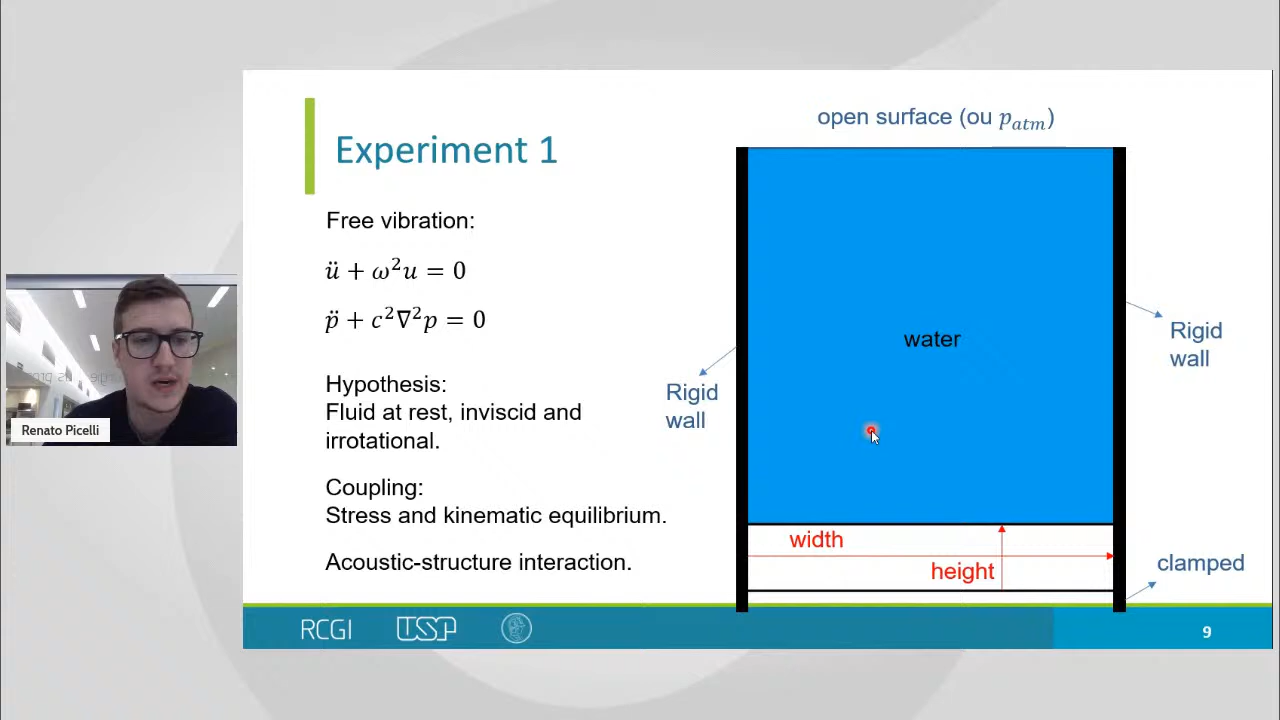 open surface (ou p_atm)
Experiment 1
Free vibration:
ü + ω²u = 0
p̈ + c²∇²p = 0
Hypothesis:
Fluid at rest, inviscid and
irrotational.
Coupling:
Stress and kinematic equilibrium.
Acoustic-structure interaction.
water
Rigid
wall
Rigid
wall
width
height
clamped
Renato Picelli
RCGI
USP
9